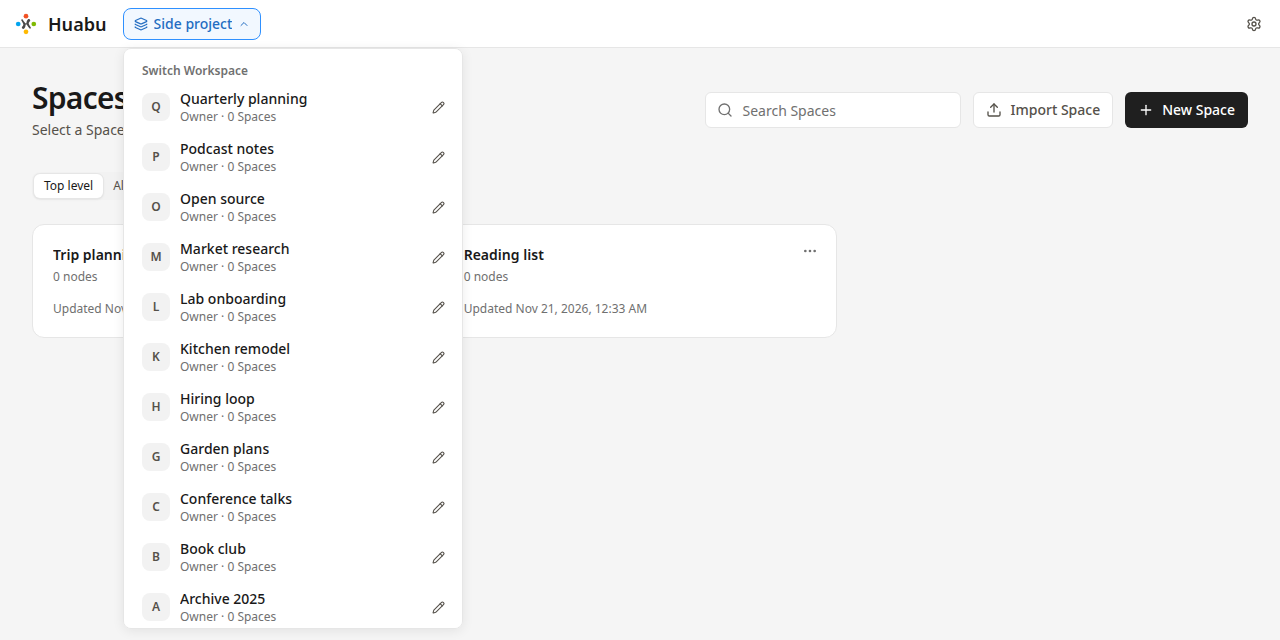 Huabu
Side project
Switch Workspace
Q
Quarterly planning
Owner · 0 Spaces
P
Podcast notes
Owner · 0 Spaces
O
Open source
Owner · 0 Spaces
M
Market research
Owner · 0 Spaces
L
Lab onboarding
Owner · 0 Spaces
K
Kitchen remodel
Owner · 0 Spaces
H
Hiring loop
Owner · 0 Spaces
G
Garden plans
Owner · 0 Spaces
C
Conference talks
Owner · 0 Spaces
B
Book club
Owner · 0 Spaces
A
Archive 2025
Owner · 0 Spaces
Spaces
Select a Space
Search Spaces
Import Space
New Space
Top level
Trip
0 nodes
Updated
Reading list
0 nodes
Updated Nov 21, 2026, 12:33 AM